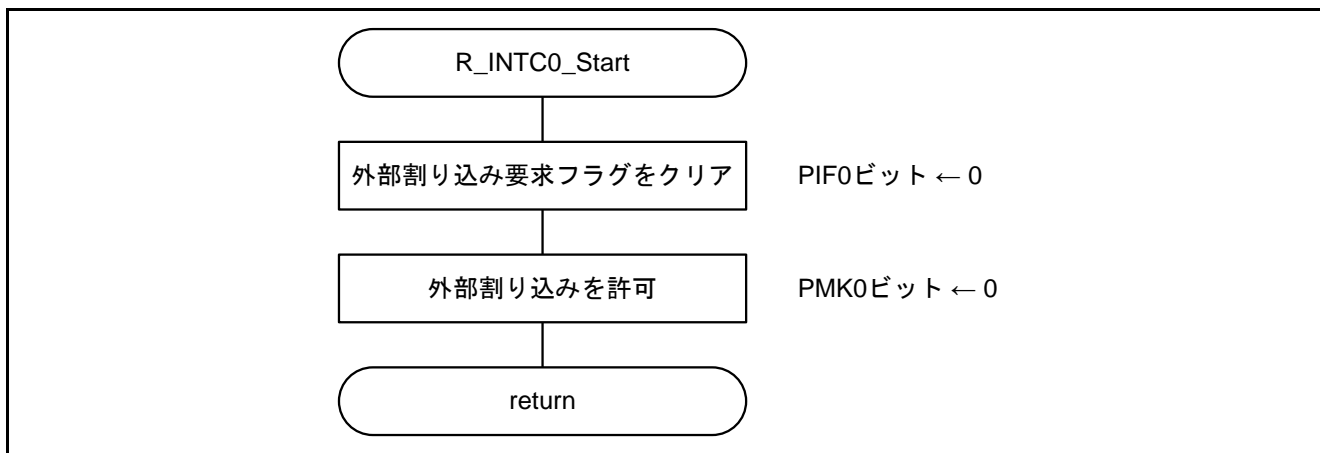 R_INTC0_Start
外部割り込み要求フラグをクリア
PIF0ビット ← 0
外部割り込みを許可
PMK0ビット ← 0
return